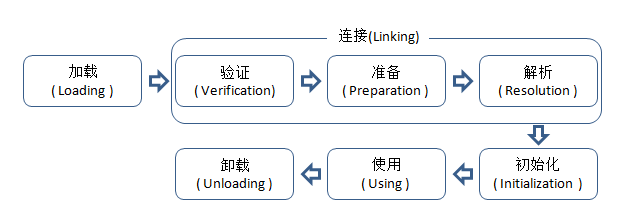 连接(Linking)
加载
( Loading )
验证
( Verification)
准备
( Preparation )
解析
( Resolution )
初始化
( Initialization )
使用
( Using )
卸载
( Unloading )